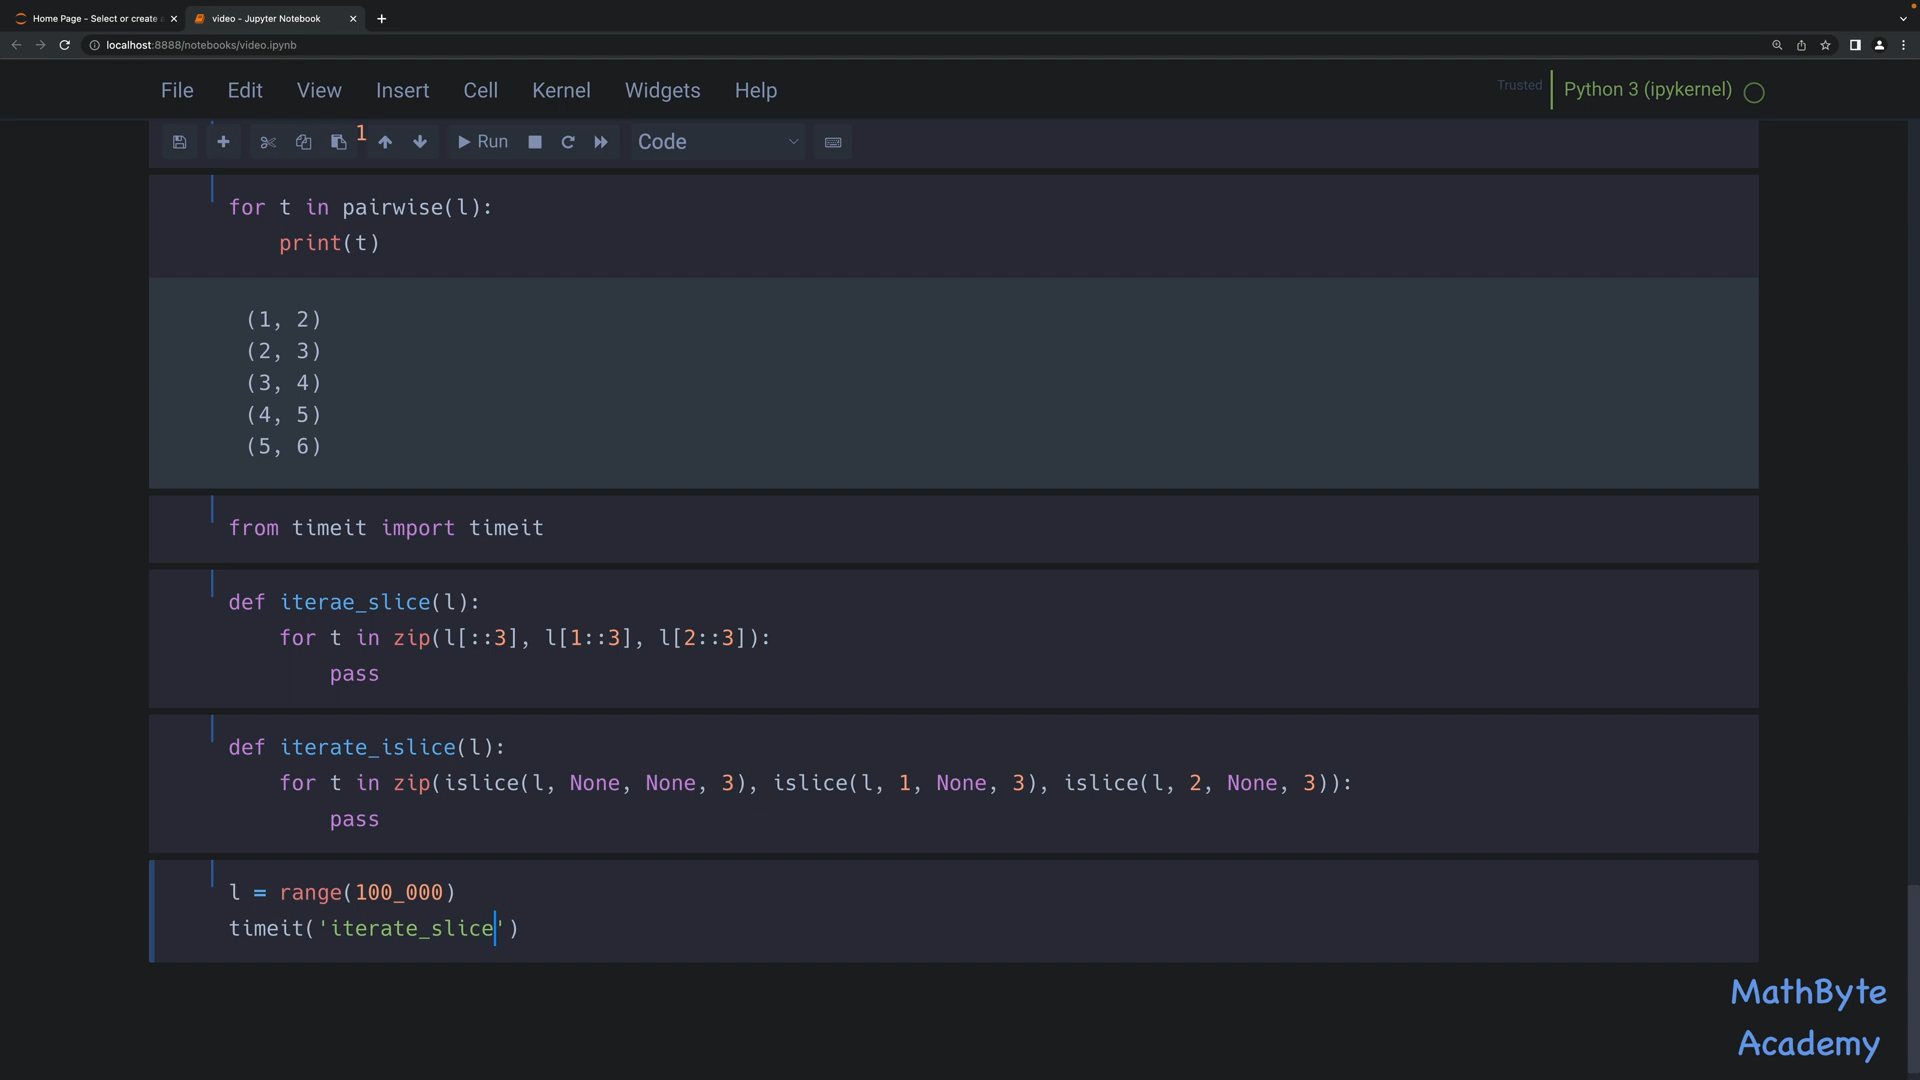 Home Page - Select or create
video - Jupyter Notebook
localhost:8888/notebooks/video.ipynb
File Edit View Insert Cell Kernel Widgets Help
Trusted
Python 3 (ipykernel)
1
Run
Code
for t in pairwise(l):
    print(t)
(1, 2)
(2, 3)
(3, 4)
(4, 5)
(5, 6)
from timeit import timeit
def iterae_slice(l):
    for t in zip(l[::3], l[1::3], l[2::3]):
        pass
def iterate_islice(l):
    for t in zip(islice(l, None, None, 3), islice(l, 1, None, 3), islice(l, 2, None, 3)):
        pass
l = range(100_000)
timeit('iterate_slice')
MathByte
Academy